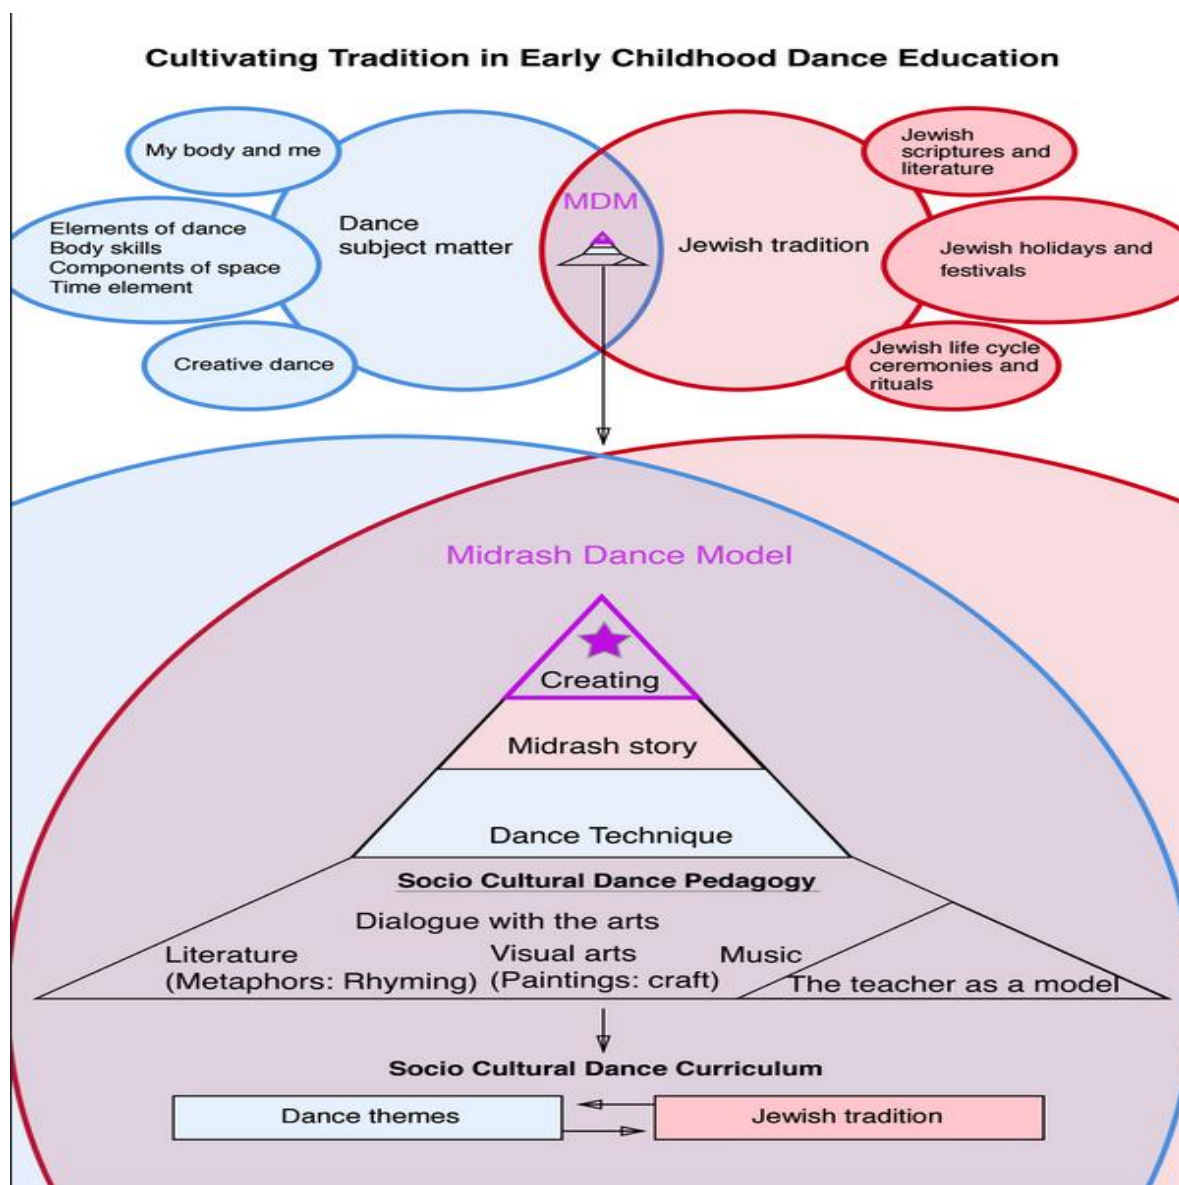 Cultivating Tradition in Early Childhood Dance Education
My body and me
Elements of dance
Body skills
Components of space
Time element
Creative dance
Dance
subject matter
MDM
Jewish tradition
Jewish
scriptures and
literature
Jewish holidays and
festivals
Jewish life cycle
ceremonies and
rituals
Midrash Dance Model
Creating
Midrash story
Dance Technique
Socio Cultural Dance Pedagogy
Dialogue with the arts
Literature
(Metaphors: Rhyming)
Visual arts
(Paintings: craft)
Music
The teacher as a model
Socio Cultural Dance Curriculum
Dance themes
Jewish tradition